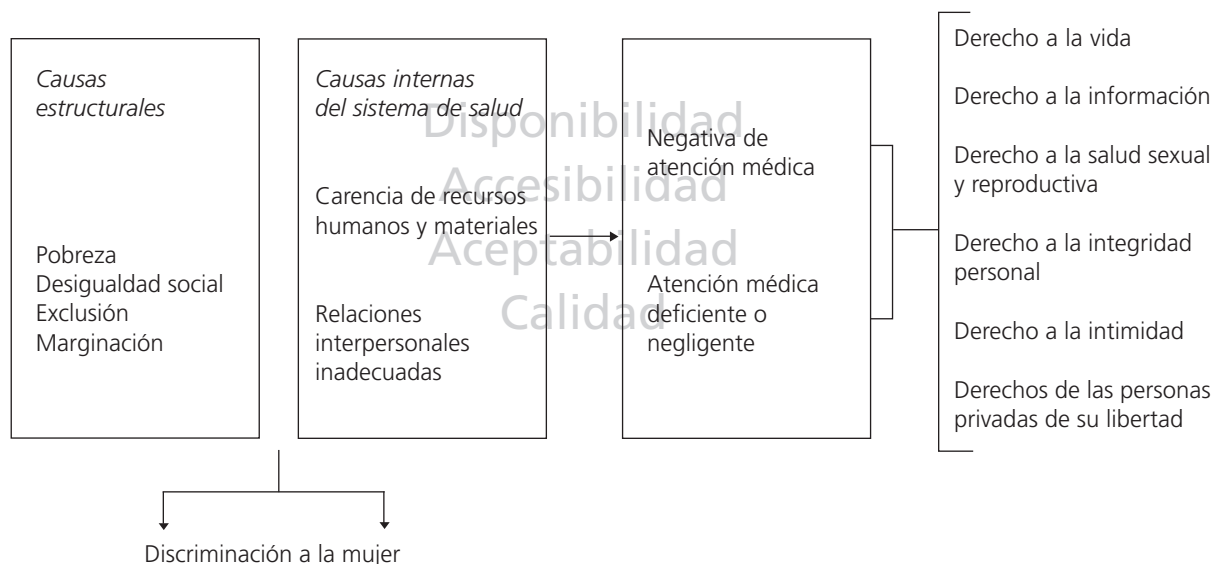 Causas
estructurales
Pobreza
Desigualdad social
Exclusión
Marginación
Causas internas
del sistema de salud
Carencia de recursos
humanos y materiales
Relaciones
interpersonales
inadecuadas
Disponibilidad
Accesibilidad
Aceptabilidad
Calidad
Negativa de
atención médica
Atención médica
deficiente o
negligente
Derecho a la vida
Derecho a la información
Derecho a la salud sexual
y reproductiva
Derecho a la integridad
personal
Derecho a la intimidad
Derechos de las personas
privadas de su libertad
Discriminación a la mujer